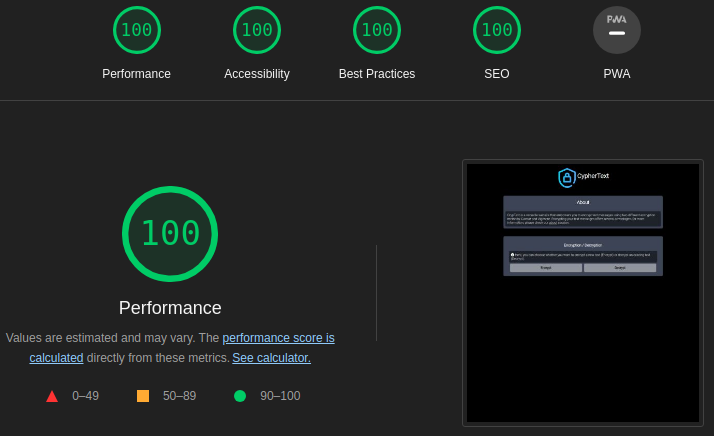 100 100 100 100 PWA
Performance Accessibility Best Practices SEO PWA
100
Performance
Values are estimated and may vary. The performance score is
calculated directly from these metrics. See calculator.
0–49 50–89 90–100
CypherText
About
Encryption / Decryption
Encrypt Decrypt